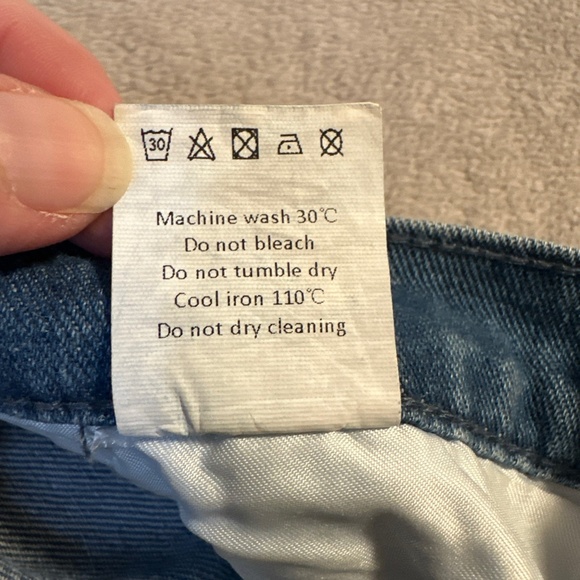 30
Machine wash 30°C
Do not bleach
Do not tumble dry
Cool iron 110°C
Do not dry cleaning